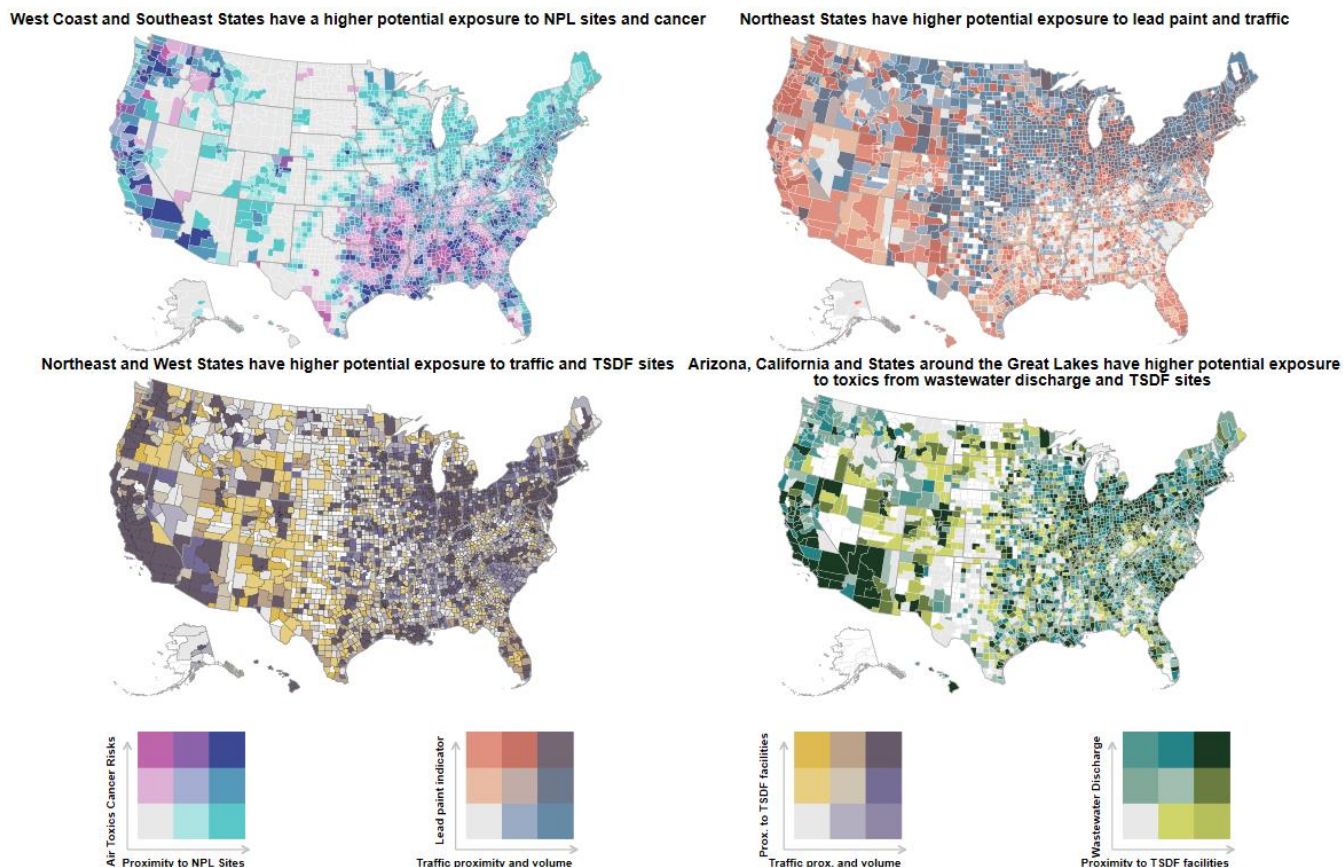 West Coast and Southeast States have a higher potential exposure to NPL sites and cancer
Northeast States have higher potential exposure to lead paint and traffic
Northeast and West States have higher potential exposure to traffic and TSDF sites
Arizona, California and States around the Great Lakes have higher potential exposure
to toxics from wastewater discharge and TSDF sites
Air Toxics Cancer Risks
Proximity to NPL Sites
Lead paint indicator
Traffic proximity and volume
Prox. to TSDF facilities
Traffic prox. and volume
Wastewater Discharge
Proximity to TSDF facilities